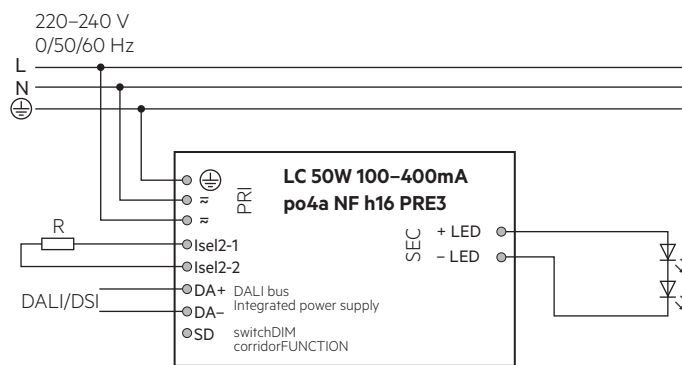 220–240 V
0/50/60 Hz
L
N
LC 50W 100–400mA
po4a NF h16 PRE3
PRI
≂
≂
R
Isel2-1
Isel2-2
SEC
+ LED
– LED
DALI/DSI
DA+ DALI bus
Integrated power supply
DA–
SD switchDIM
corridorFUNCTION